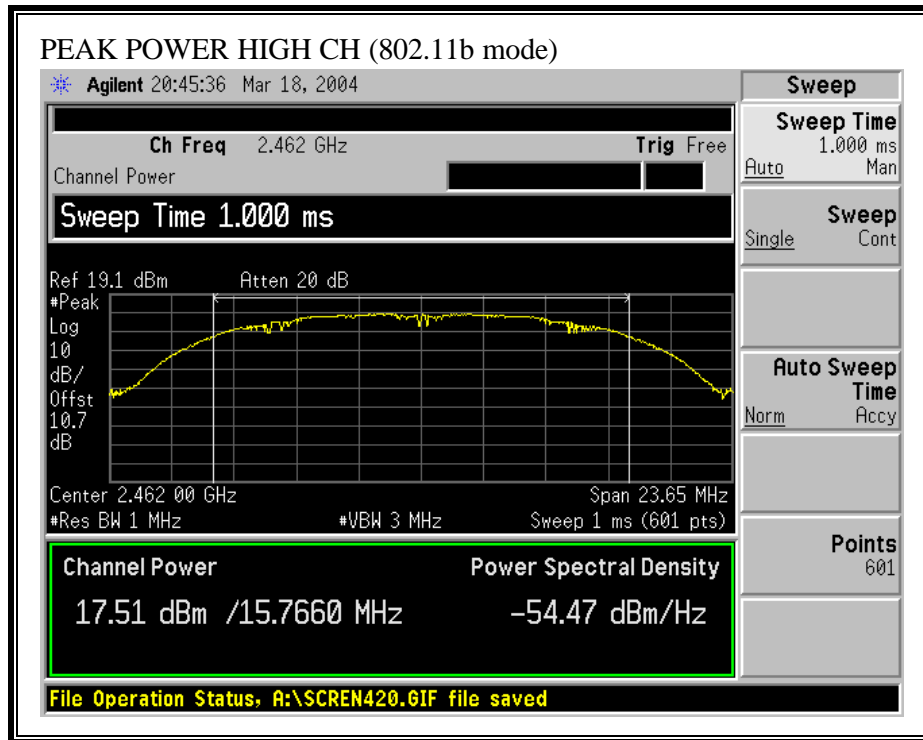 PEAK POWER HIGH CH (802.11b mode)
Agilent 20:45:36 Mar 18, 2004
Sweep
Ch Freq 2.462 GHz Trig Free
Channel Power
Sweep Time 1.000 ms
Ref 19.1 dBm Atten 20 dB
#Peak
Log
10
dB/
Offst
10.7
dB
Center 2.462 00 GHz Span 23.65 MHz
#Res BW 1 MHz #VBW 3 MHz Sweep 1 ms (601 pts)
Channel Power Power Spectral Density
17.51 dBm /15.7660 MHz -54.47 dBm/Hz
File Operation Status, A:\SCREN420.GIF file saved
Sweep Time
1.000 ms
Auto Man
Sweep
Single Cont
Auto Sweep
Time
Norm Accy
Points
601